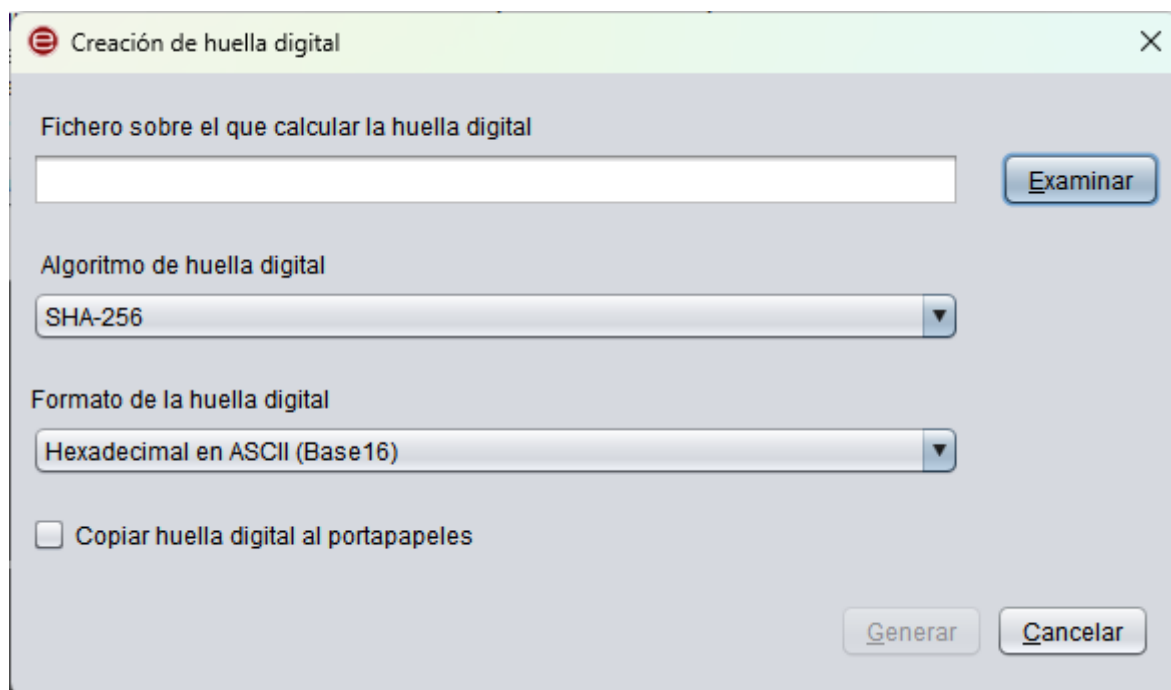 Creación de huella digital
Fichero sobre el que calcular la huella digital
Examinar
Algoritmo de huella digital
SHA-256
Formato de la huella digital
Hexadecimal en ASCII (Base16)
Copiar huella digital al portapapeles
Generar Cancelar